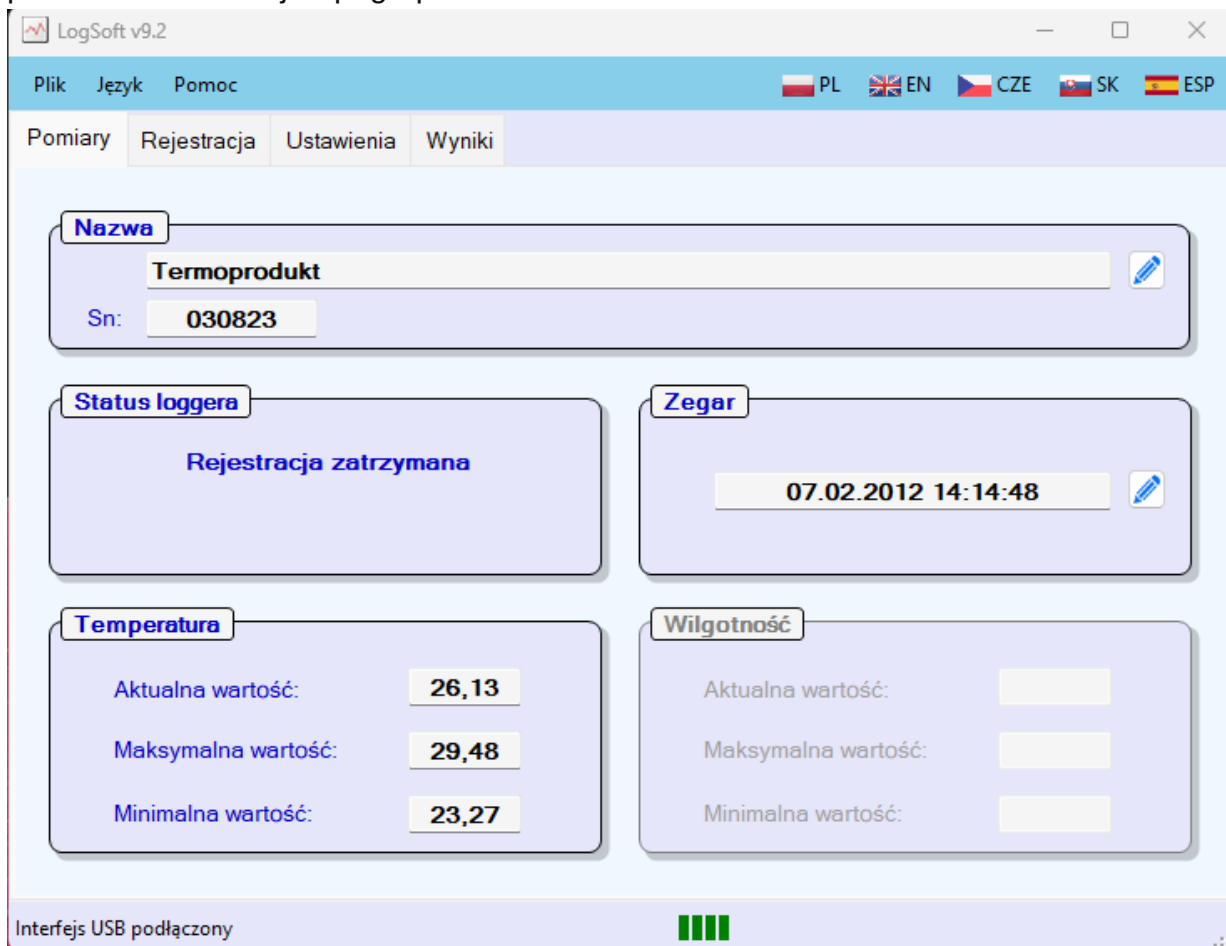 LogSoft v9.2
Plik Język Pomoc PL EN CZE SK ESP
Pomiary Rejestracja Ustawienia Wyniki
Nazwa
Termoprodukt
Sn: 030823
Status loggera
Rejestracja zatrzymana
Zegar
07.02.2012 14:14:48
Temperatura
Aktualna wartość: 26,13
Maksymalna wartość: 29,48
Minimalna wartość: 23,27
Wilgotność
Aktualna wartość:
Maksymalna wartość:
Minimalna wartość:
Interfejs USB podłączony